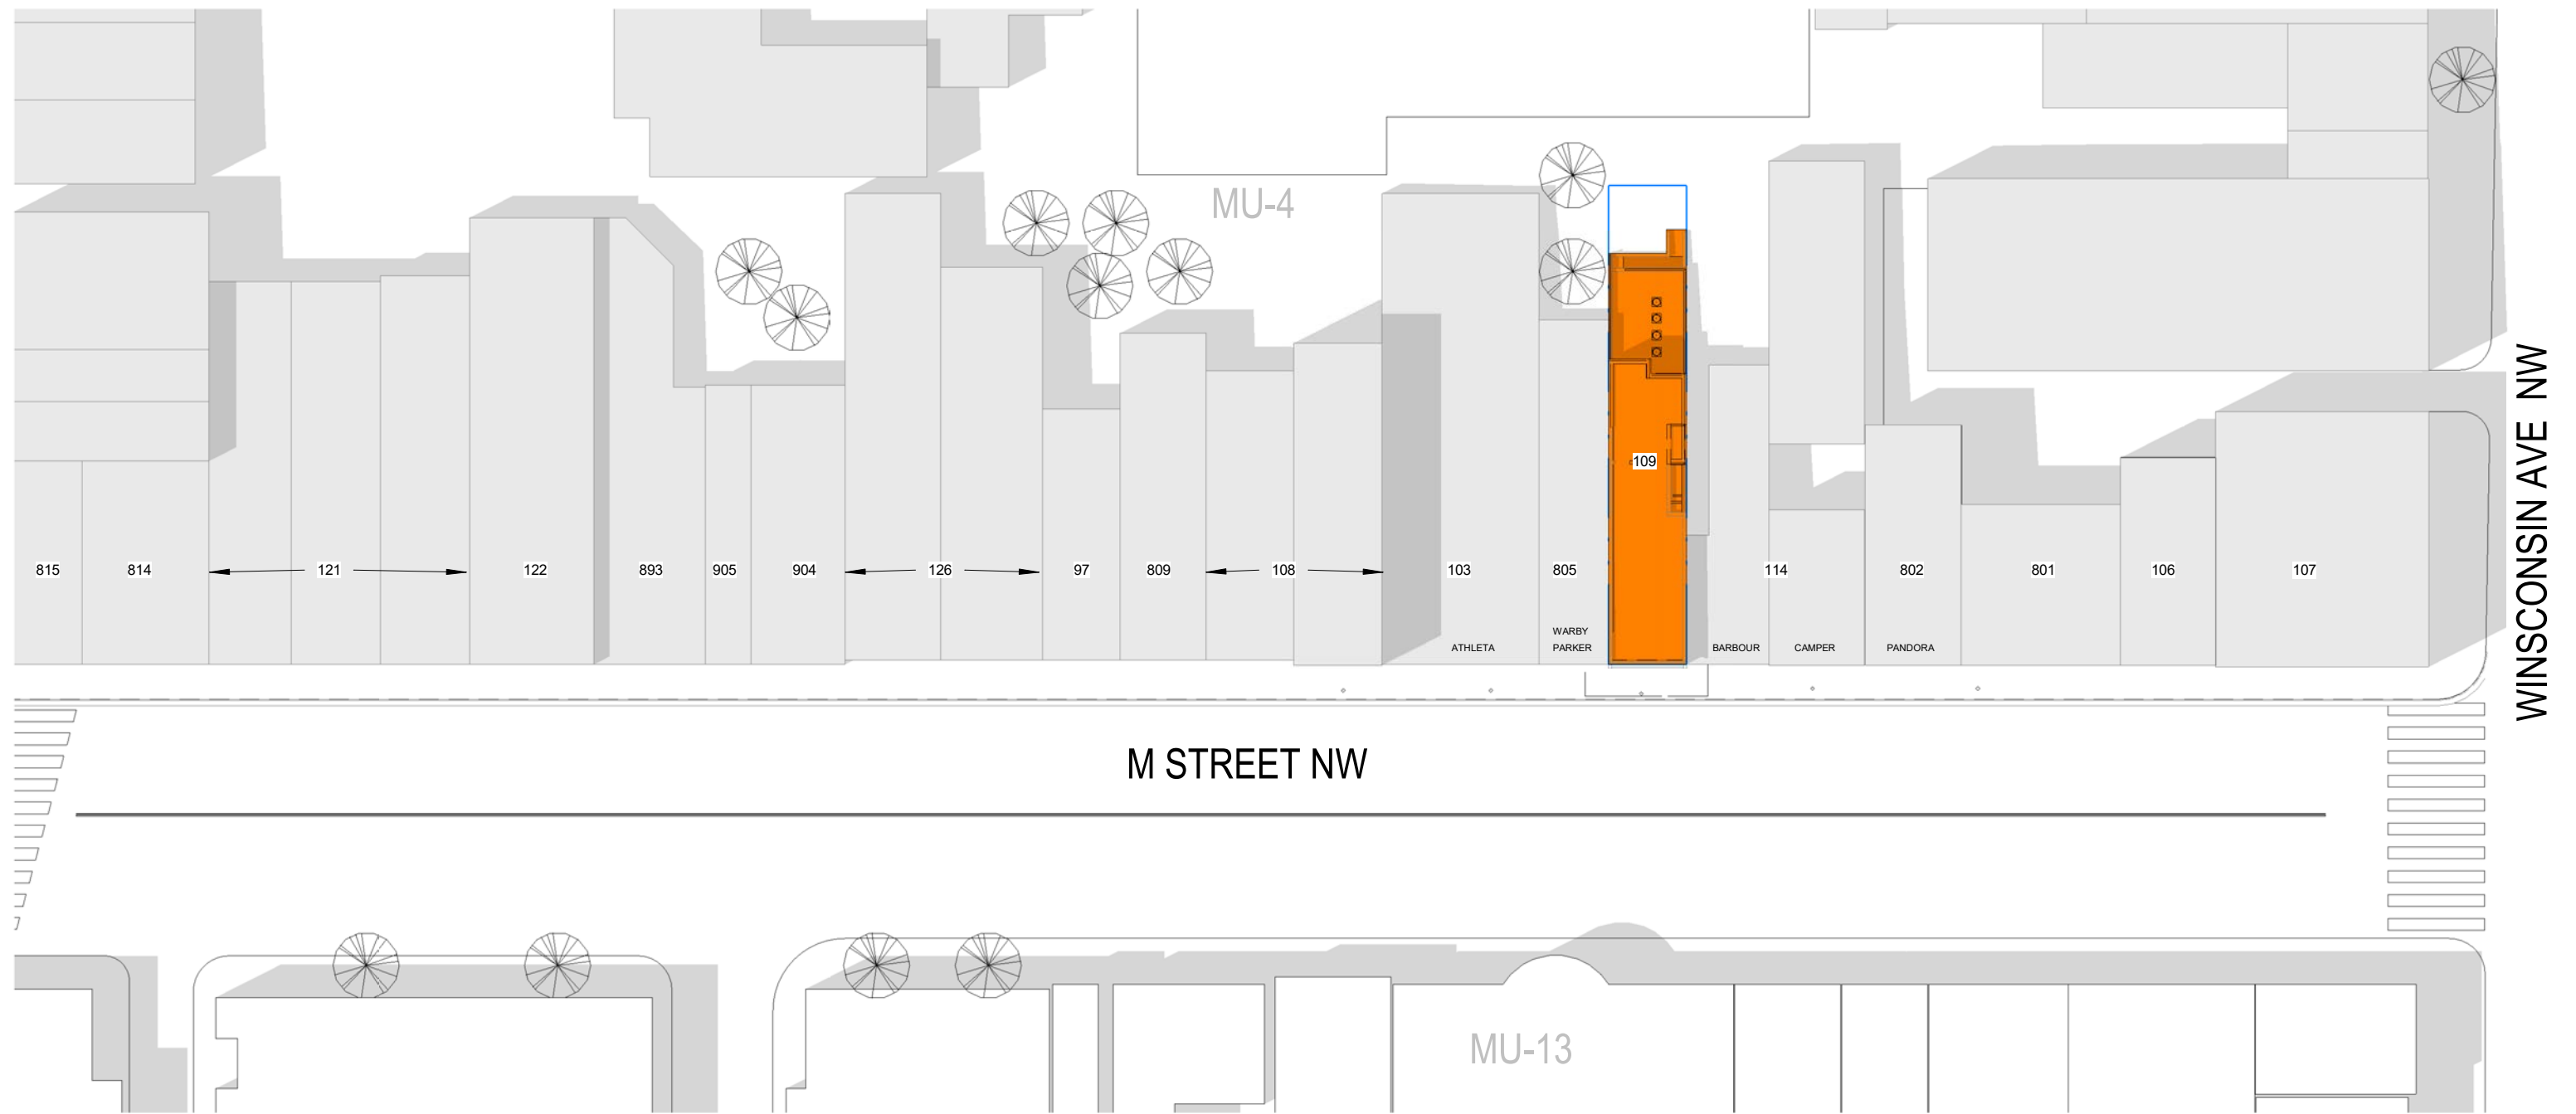 MU-4
WINSCONSIN AVE NW
109
815
814
121
122
893
905
904
126
97
809
108
103
805
114
802
801
106
107
WARBY
PARKER
ATHLETA
BARBOUR
CAMPER
PANDORA
M STREET NW
MU-13